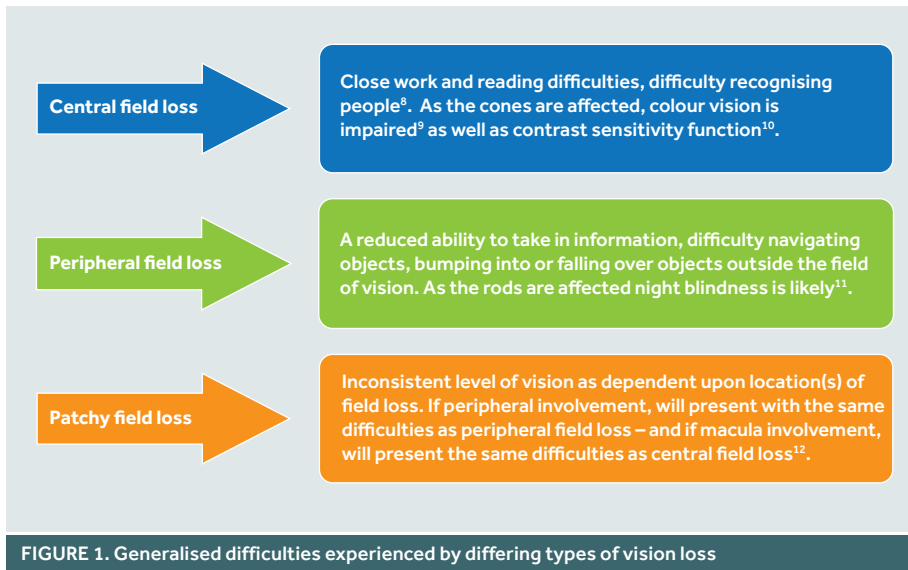 Central field loss
Close work and reading difficulties, difficulty recognising
people⁸. As the cones are affected, colour vision is
impaired⁹ as well as contrast sensitivity function¹⁰.
Peripheral field loss
A reduced ability to take in information, difficulty navigating
objects, bumping into or falling over objects outside the field
of vision. As the rods are affected night blindness is likely¹¹.
Patchy field loss
Inconsistent level of vision as dependent upon location(s) of
field loss. If peripheral involvement, will present with the same
difficulties as peripheral field loss – and if macula involvement,
will present the same difficulties as central field loss¹².
FIGURE 1. Generalised difficulties experienced by differing types of vision loss